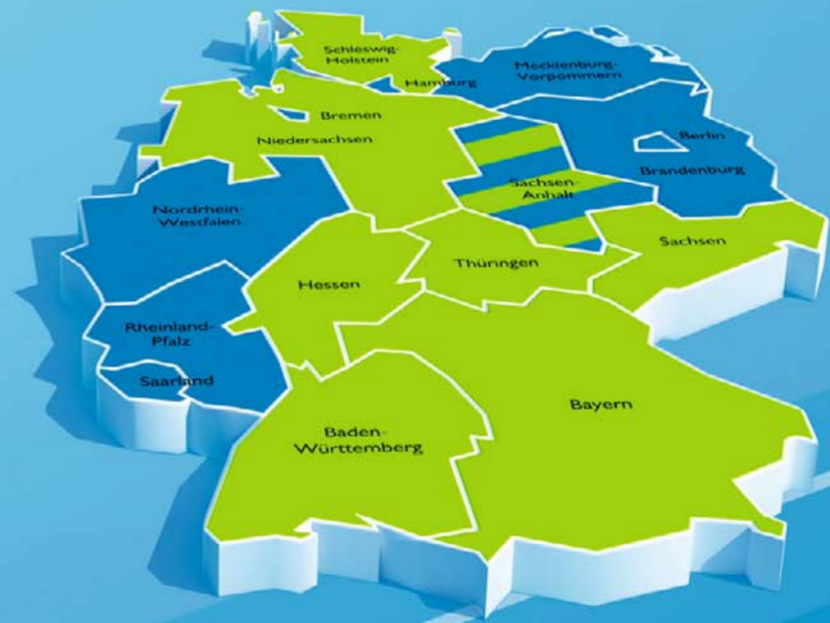 Schleswig-
Holstein
Hamburg
Mecklenburg-
Vorpommern
Bremen
Niedersachsen
Berlin
Brandenburg
Sachsen-
Anhalt
Nordrhein-
Westfalen
Sachsen
Thüringen
Hessen
Rheinland-
Pfalz
Saarland
Bayern
Baden-
Württemberg